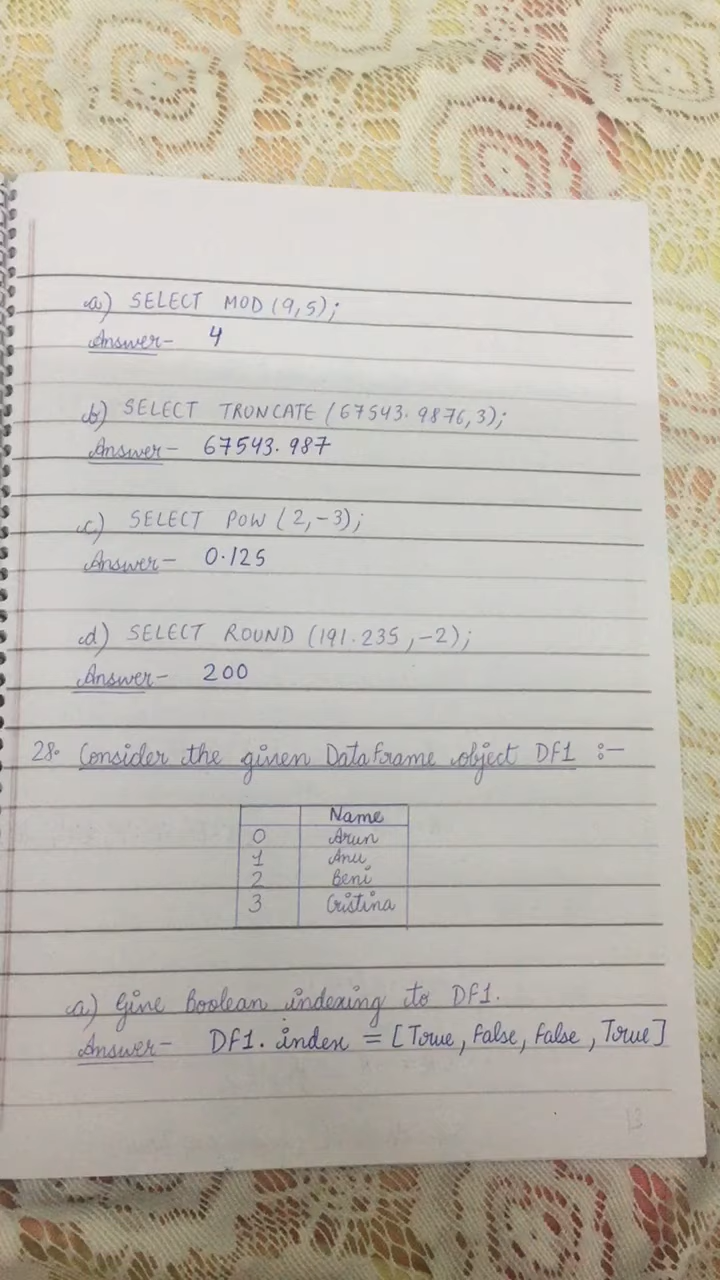 a) SELECT MOD (9,5);
Answer- 4
b) SELECT TRUNCATE (67543.9876,3);
Answer- 67543.987
c) SELECT POW (2,-3);
Answer- 0.125
d) SELECT ROUND (191.235,-2);
Answer- 200
28. Consider the given DataFrame object DF1 :-
Name
0 Arun
1 Anu
2 Beni
3 Cristina
a) Give Boolean indexing to DF1.
Answer- DF1.index = [True, False, False, True]
13